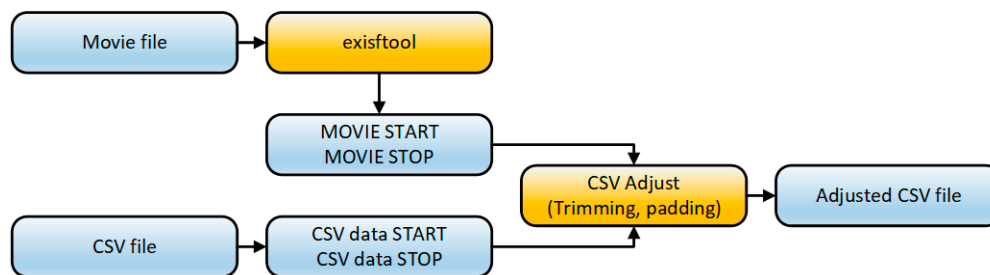 Movie file
exisftool
MOVIE START
MOVIE STOP
CSV Adjust
(Trimming, padding)
Adjusted CSV file
CSV file
CSV data START
CSV data STOP